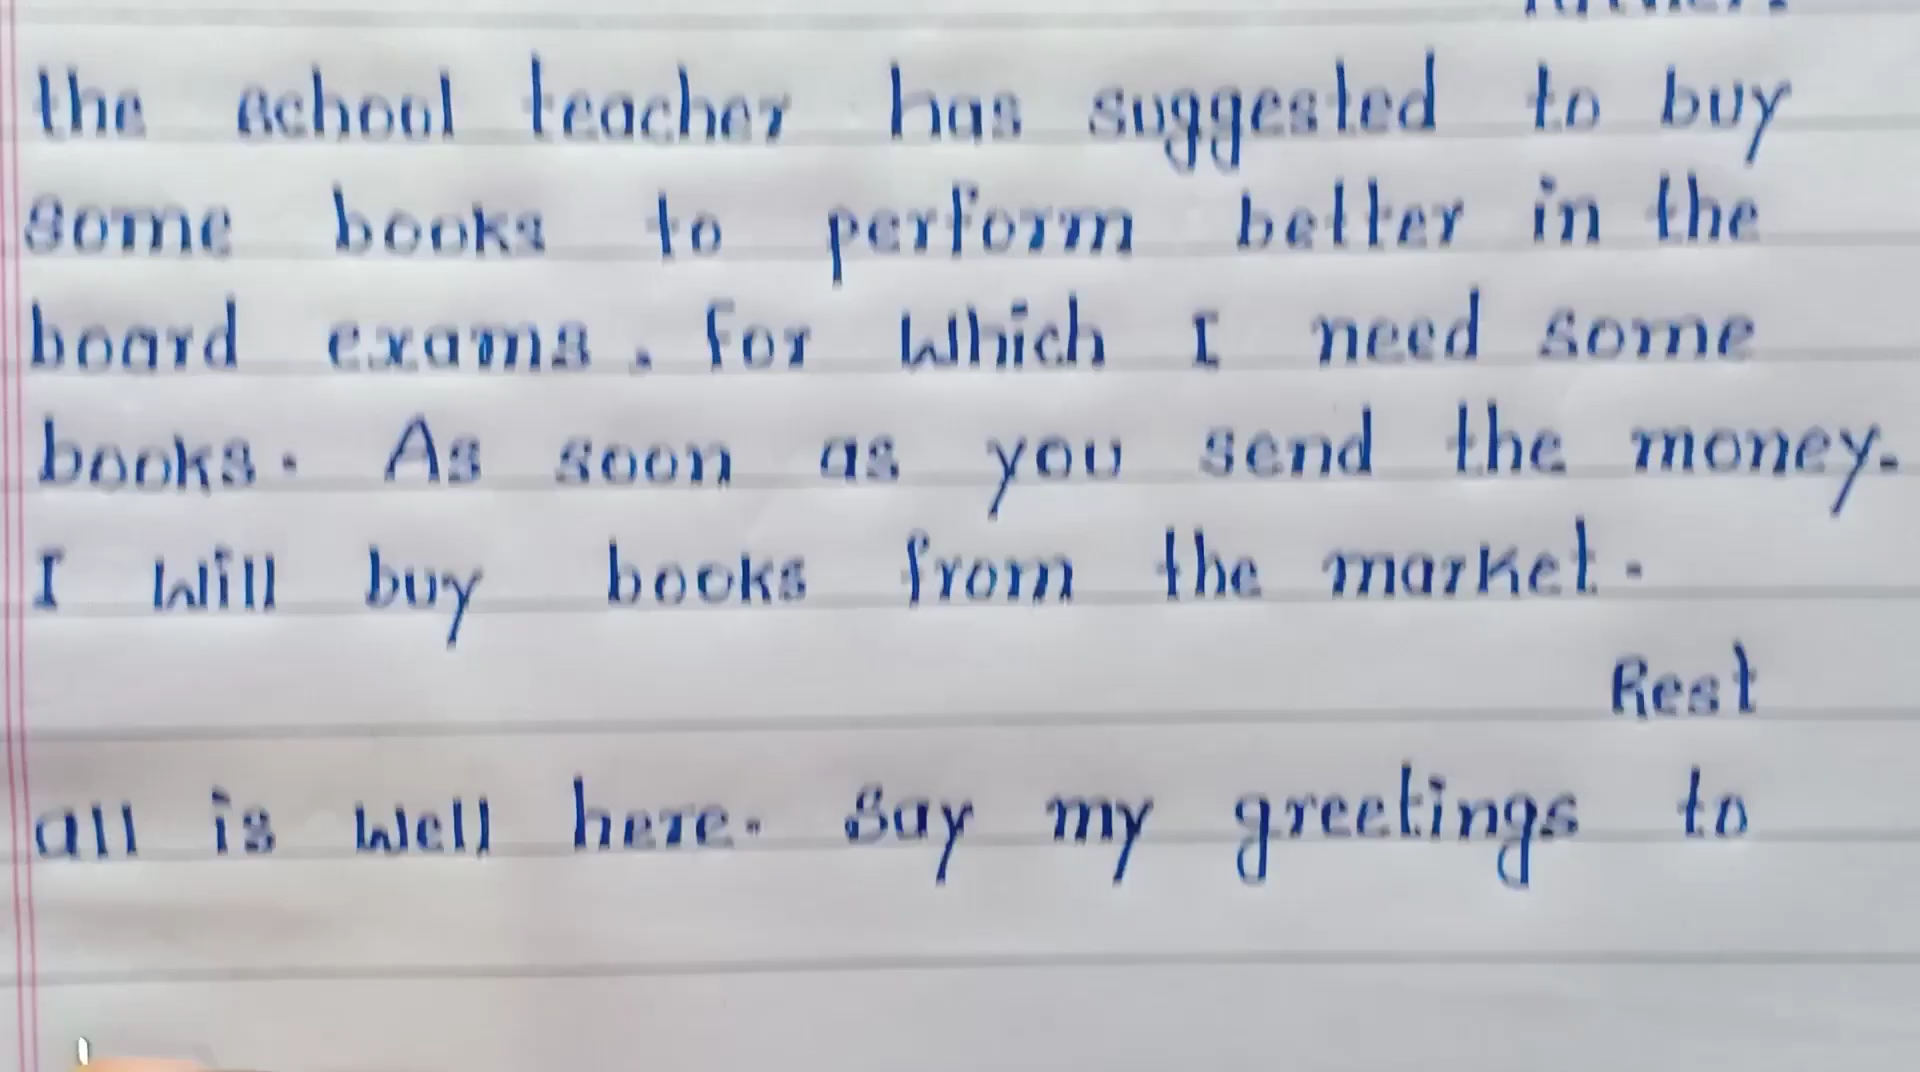 the school teacher has suggested to buy
some books to perform better in the
board exams. for Which I need some
books. As soon as you send the money.
I Will buy books from the market.
Rest
all is Well here. Say my greetings to